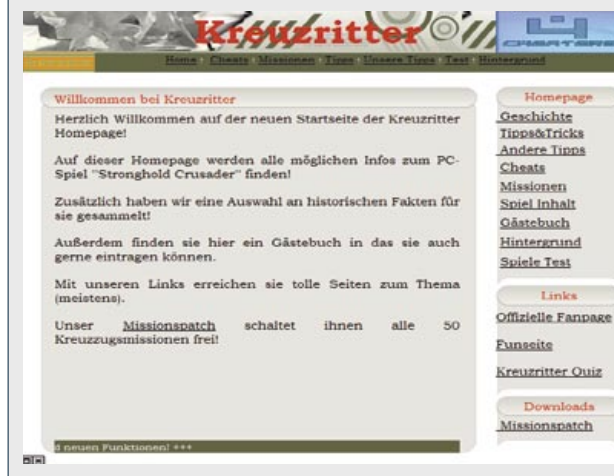 Kreuzritter
Home Cheats Missionen Tipps Unsere Tipps Test Hintergrund
Willkommen bei Kreuzritter
Herzlich Willkommen auf der neuen Startseite der Kreuzritter
Homepage!
Auf dieser Homepage werden alle möglichen Infos zum PC-
Spiel "Stronghold Crusader" finden!
Zusätzlich haben wir eine Auswahl an historischen Fakten für
sie gesammelt!
Außerdem finden sie hier ein Gästebuch in das sie auch
gerne eintragen können.
Mit unseren Links erreichen sie tolle Seiten zum Thema
(meistens).
Unser Missionspatch schaltet ihnen alle 50
Kreuzzugsmissionen frei!
d neuen Funktionen! +++
Homepage
Geschichte
Tipps&Tricks
Andere Tipps
Cheats
Missionen
Spiel Inhalt
Gästebuch
Hintergrund
Spiele Test
Links
Offizielle Fanpage
Funseite
Kreuzritter Quiz
Downloads
Missionspatch